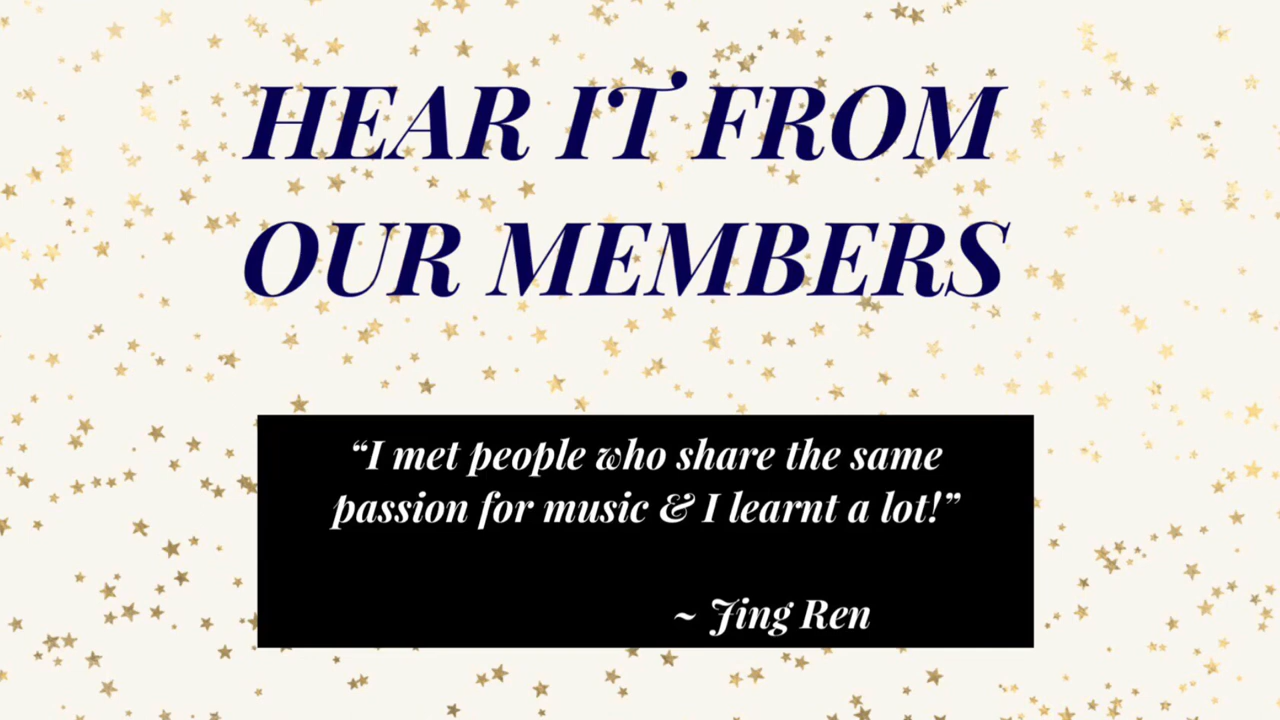 HEAR IT FROM
OUR MEMBERS
“I met people who share the same
passion for music & I learnt a lot!”
~ Jing Ren